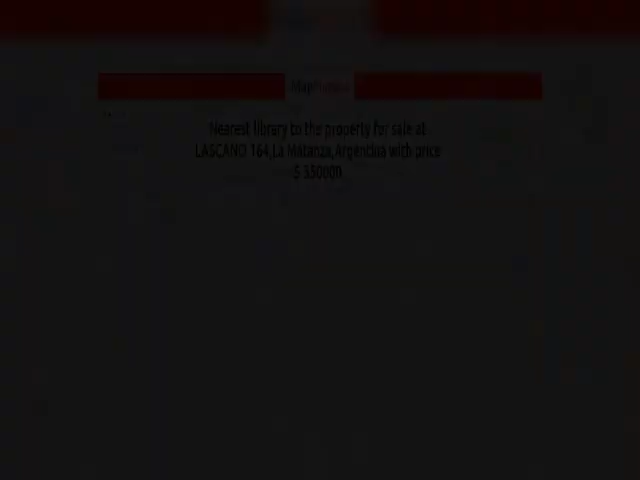 Nearest library to the property for sale at
LASCANO 164,La Matanza,Argentina with price
$ 350000